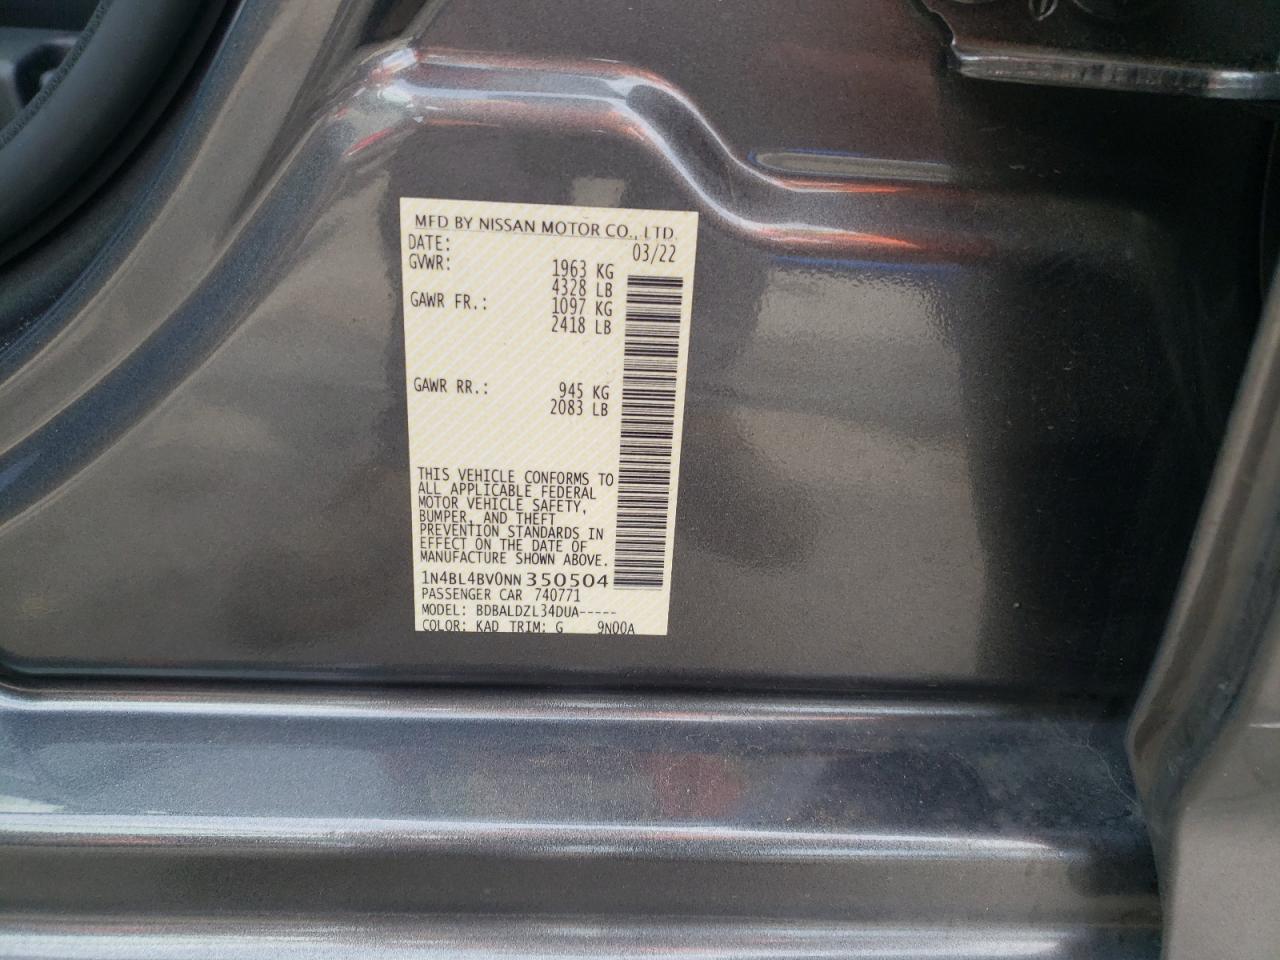 MFD BY NISSAN MOTOR CO., LTD.
DATE: 03/22
GVWR: 1963 KG
4328 LB
GAWR FR.: 1097 KG
2418 LB
GAWR RR.: 945 KG
2083 LB
THIS VEHICLE CONFORMS TO
ALL APPLICABLE FEDERAL
MOTOR VEHICLE SAFETY,
BUMPER, AND THEFT
PREVENTION STANDARDS IN
EFFECT ON THE DATE OF
MANUFACTURE SHOWN ABOVE.
1N4BL4BV0NN350504
PASSENGER CAR 740771
MODEL: BDBALDZL34DUA-----
COLOR: KAD TRIM: G 9N00A